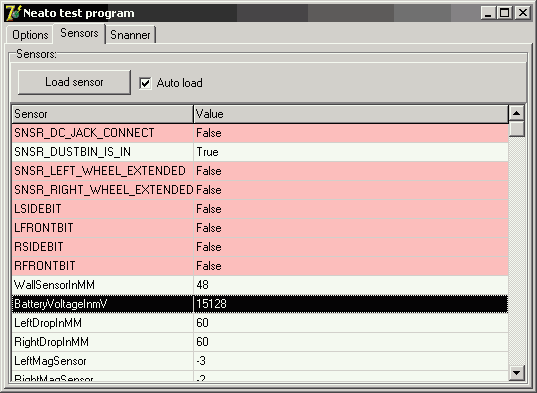 Neato test program
Options Sensors Snanner
Sensors:
Load sensor Auto load
Sensor Value
SNSR_DC_JACK_CONNECT False
SNSR_DUSTBIN_IS_IN True
SNSR_LEFT_WHEEL_EXTENDED False
SNSR_RIGHT_WHEEL_EXTENDED False
LSIDEBIT False
LFRONTBIT False
RSIDEBIT False
RFRONTBIT False
WallSensorInMM 48
BatteryVoltageInmV 15128
LeftDropInMM 60
RightDropInMM 60
LeftMagSensor -3
RightMagSensor -2